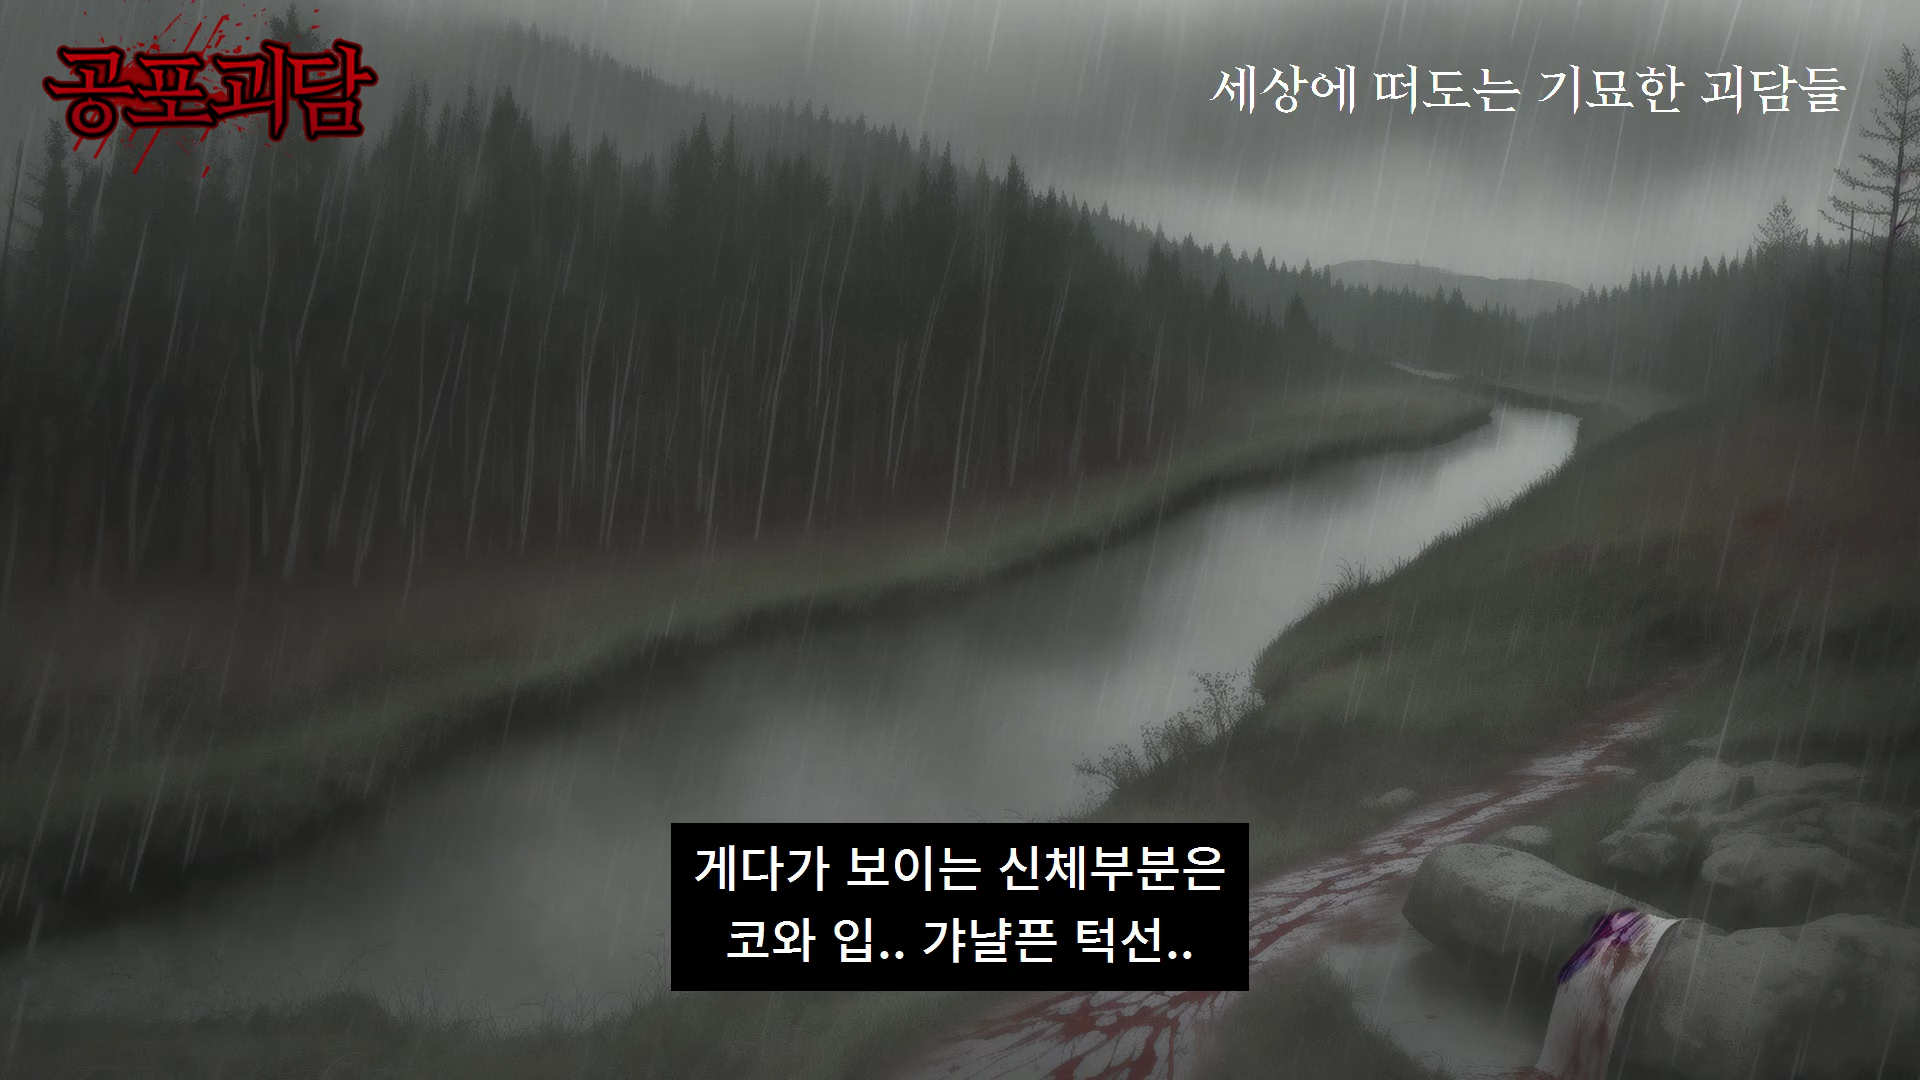 공포괴담
세상에 떠도는 기묘한 괴담들
게다가 보이는 신체부분은
코와 입.. 갸냘픈 턱선..